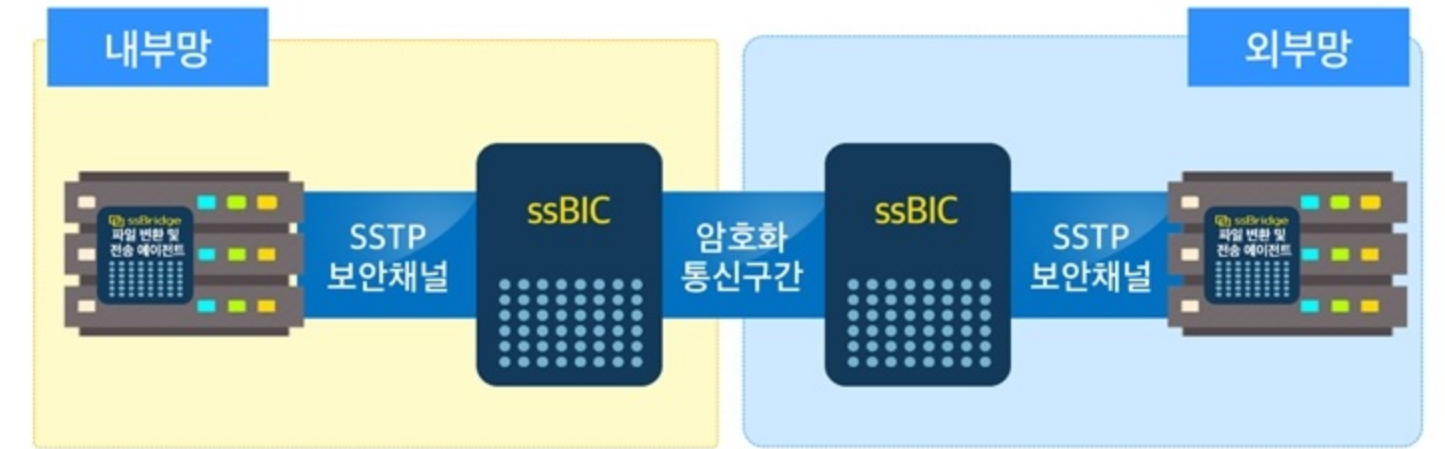 내부망
외부망
ssBridge
파일 변환 및
전송 에이전트
SSTP
보안채널
ssBIC
암호화
통신구간
ssBIC
SSTP
보안채널
ssBridge
파일 변환 및
전송 에이전트